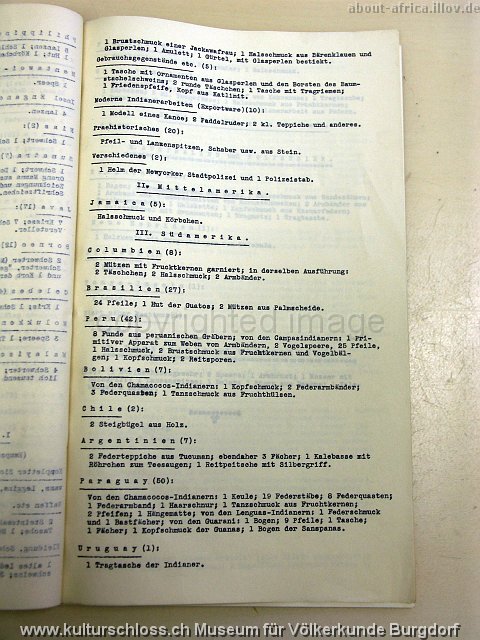 about-africa.illov.de
1 Brustschmuck einer Jackawafrau; 1 Halsschmuck aus Bärenklauen und
Glasperlen; 1 Amulett; 1 Gürtel, mit Glasperlen bestickt.
Gebrauchsgegenstände etc. (5):
1 Tasche mit Ornamenten aus Glasperlen und den Borsten des Baum-
stachelschweins; 2 runde Täschchen; 1 Tasche mit Tragriemen;
1 Friedenspfeife, Kopf aus Katlinit.
Moderne Indianerarbeiten (Exportware)(10):
1 Modell eines Kanoe; 2 Paddelruder; 2 kl. Teppiche und anderes.
Praehistorisches (20):
Pfeil- und Lanzenspitzen, Schaber usw. aus Stein.
Verschiedenes (2):
1 Helm der Newyorker Stadtpolizei und 1 Polizeistab.
II. Mittelamerika.
Jamaica (5):
Halsschmuck und Körbchen.
III. Südamerika.
Columbien (8):
2 Mützen mit Fruchtkernen garniert; in derselben Ausführung:
2 Täschchen; 2 Halsschmuck; 2 Armbänder.
Brasilien (27):
24 Pfeile; 1 Hut der Guatos; 2 Mützen aus Palmscheide.
Peru (42):
8 Funde aus peruanischen Gräbern; von den Campasindianern: 1 Pri-
mitiver Apparat zum Weben von Armbändern, 2 Vogelspeere, 25 Pfeile,
1 Halsschmuck, 2 Brustschmuck aus Fruchtkernen und Vogelbäl-
gen; 1 Kopfschmuck; 2 Reitsporen.
Bolivien (7):
Von den Chamacocos-Indianern: 1 Kopfschmuck; 2 Federarmbänder;
3 Federquasten; 1 Tanzschmuck aus Fruchthülsen.
Chile (2):
2 Steigbügel aus Holz.
Argentinien (7):
2 Federteppiche aus Tucuman; ebendaher 3 Fächer; 1 Kalebasse mit
Röhrchen zum Teesaugen; 1 Reitpeitsche mit Silbergriff.
Paraguay (50):
Von den Chamacocos-Indianern: 1 Keule; 19 Federstäbe; 8 Federquasten;
1 Federarmband; 1 Haarschnur; 1 Tanzschmuck aus Fruchtkernen;
2 Pfeifen; 1 Hängematte; von den Lenguas-Indianern: 1 Federschmuck
und 1 Bastfächer; von den Guarani: 1 Bogen; 9 Pfeile; 1 Tasche;
1 Fächer; 1 Kopfschmuck der Guanas; 1 Bogen der Sanspanas.
Uruguay (1):
1 Tragtasche der Indianer.
Copyrighted image
www.kulturschloss.ch Museum für Völkerkunde Burgdorf